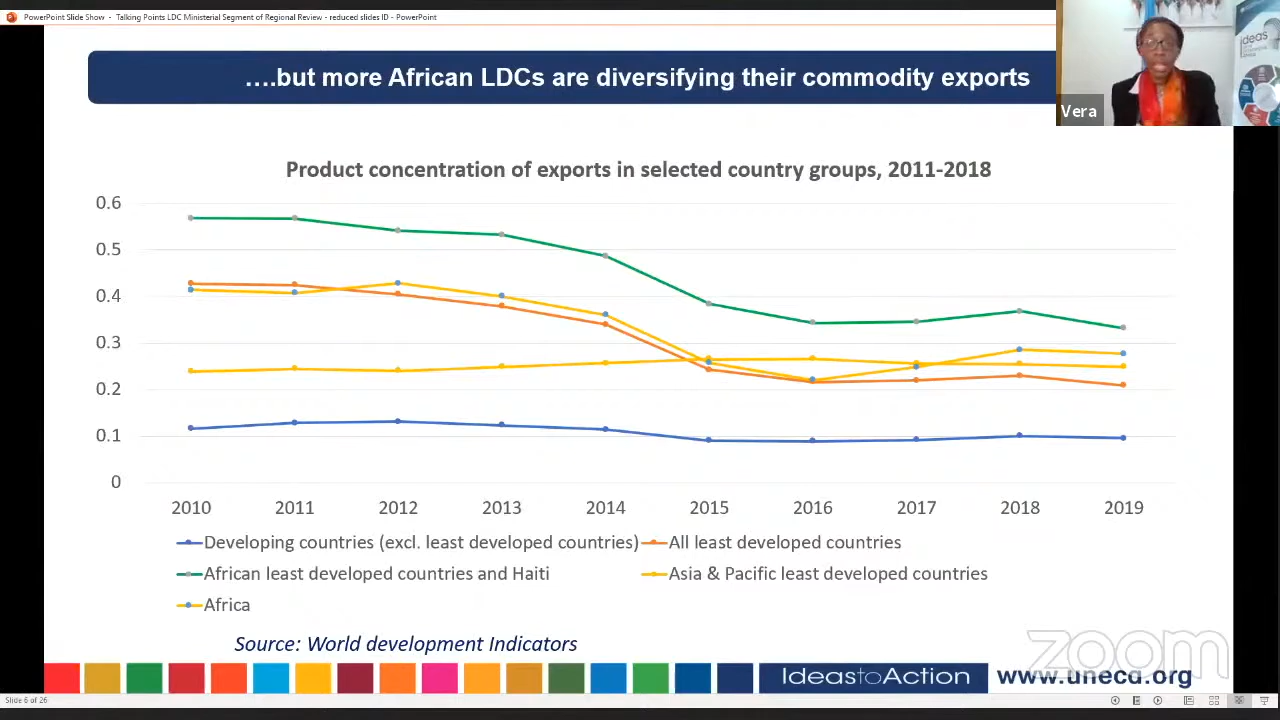 PowerPoint Slide Show - Talking Points LDC Ministerial Segment of Regional Review - reduced slides ID - PowerPoint
….but more African LDCs are diversifying their commodity exports
ideas
Vera
Product concentration of exports in selected country groups, 2011-2018
0.6
0.5
0.4
0.3
0.2
0.1
0
2010 2011 2012 2013 2014 2015 2016 2017 2018 2019
Developing countries (excl. least developed countries) All least developed countries
African least developed countries and Haiti Asia & Pacific least developed countries
Africa
Source: World development Indicators
zoom
IdeastoAction www.uneca.org
Slide 6 of 26